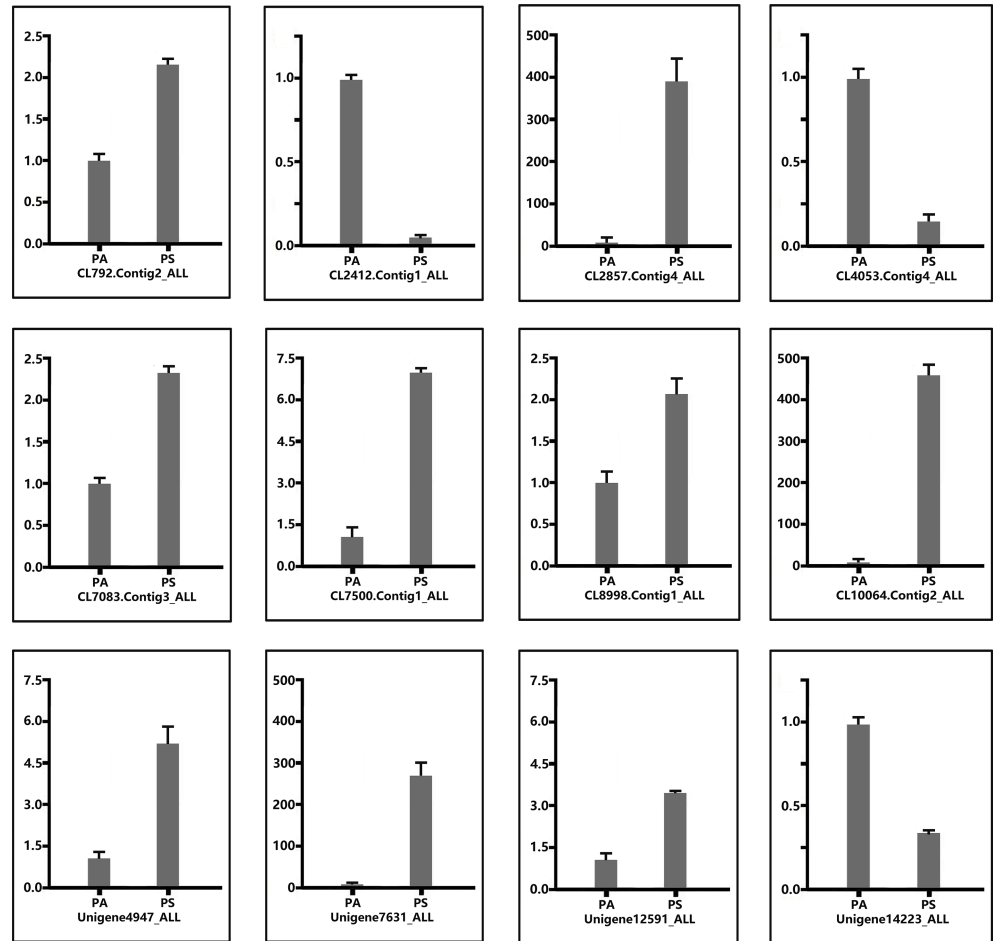 2.5
2.0
1.5
1.0
0.5
0.0
PA PS
CL792.Contig2_ALL
1.0
0.5
0.0
PA PS
CL2412.Contig1_ALL
500
400
300
200
100
0
PA PS
CL2857.Contig4_ALL
1.0
0.5
0.0
PA PS
CL4053.Contig4_ALL
2.5
2.0
1.5
1.0
0.5
0.0
PA PS
CL7083.Contig3_ALL
7.5
6.0
4.5
3.0
1.5
0.0
PA PS
CL7500.Contig1_ALL
2.5
2.0
1.5
1.0
0.5
0.0
PA PS
CL8998.Contig1_ALL
500
400
300
200
100
0
PA PS
CL10064.Contig2_ALL
7.5
6.0
4.5
3.0
1.5
0.0
PA PS
Unigene4947_ALL
500
400
300
200
100
0
PA PS
Unigene7631_ALL
7.5
6.0
4.5
3.0
1.5
0.0
PA PS
Unigene12591_ALL
1.0
0.5
0.0
PA PS
Unigene14223_ALL